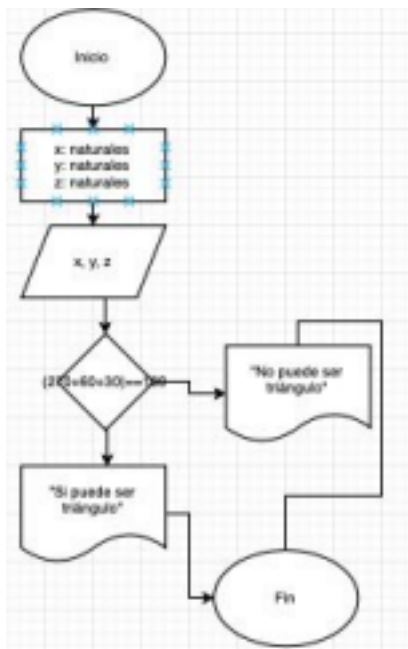 Inicio
x: naturales
y: naturales
z: naturales
x, y, z
"No puede ser
triángulo"
"Si puede ser
triángulo"
Fin